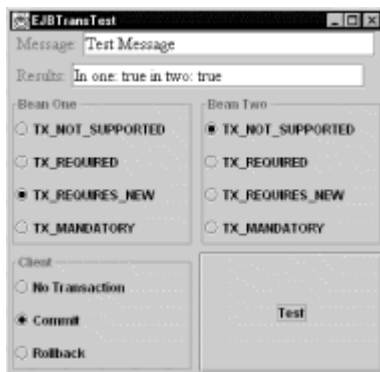 EJBTransTest
Message: Test Message
Results: In one: true in two: true
Bean One
TX_NOT_SUPPORTED
TX_REQUIRED
TX_REQUIRES_NEW
TX_MANDATORY
Bean Two
TX_NOT_SUPPORTED
TX_REQUIRED
TX_REQUIRES_NEW
TX_MANDATORY
Client
No Transaction
Commit
Rollback
Test